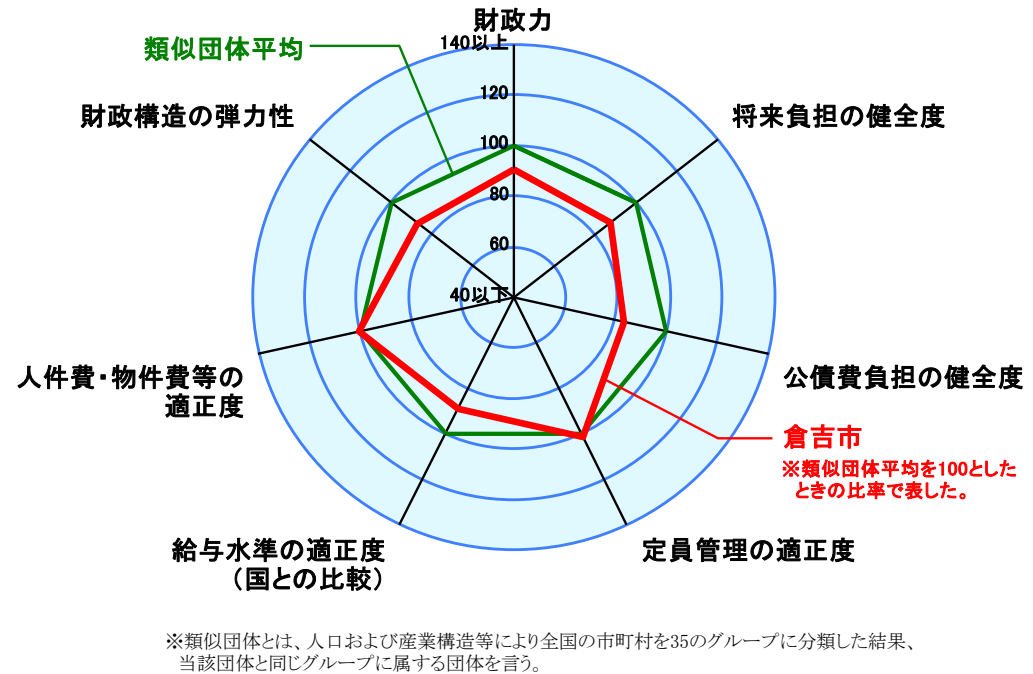 財政力
140以上
類似団体平均
120
財政構造の弾力性
将来負担の健全度
100
80
60
40以下
人件費・物件費等の
適正度
公債費負担の健全度
倉吉市
※類似団体平均を100とした
ときの比率で表した。
給与水準の適正度
（国との比較）
定員管理の適正度
※類似団体とは、人口および産業構造等により全国の市町村を35のグループに分類した結果、
当該団体と同じグループに属する団体を言う。